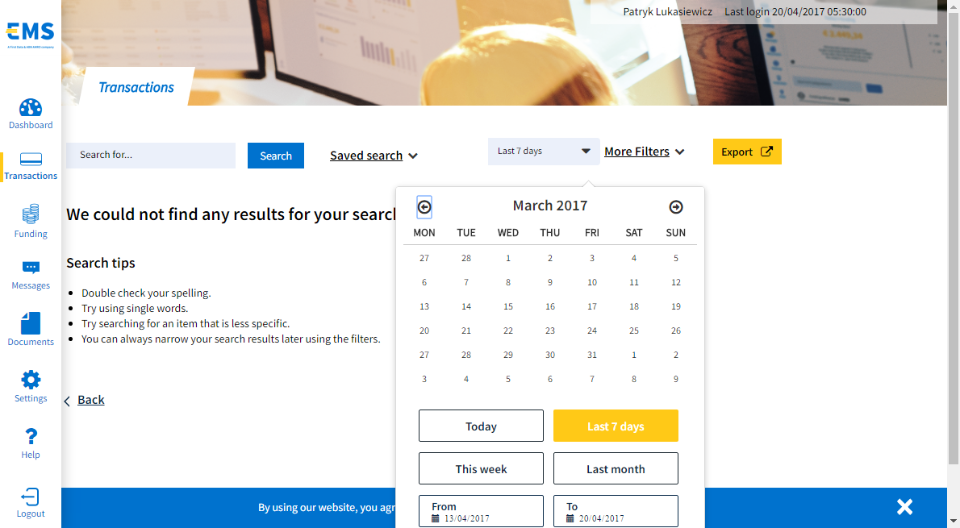 Patryk Lukasiewicz Last login 20/04/2017 05:30:00
EMS
Transactions
Dashboard
Transactions
Funding
Messages
Documents
Settings
Help
Logout
Search for...
Search
Saved search
Last 7 days
More Filters
Export
We could not find any results for your search
Search tips
Double check your spelling.
Try using single words.
Try searching for an item that is less specific.
You can always narrow your search results later using the filters.
Back
March 2017
MON TUE WED THU FRI SAT SUN
27 28 1 2 3 4 5
6 7 8 9 10 11 12
13 14 15 16 17 18 19
20 21 22 23 24 25 26
27 28 29 30 31 1 2
3 4 5 6 7 8 9
Today
Last 7 days
This week
Last month
From
13/04/2017
To
20/04/2017
By using our website, you agr